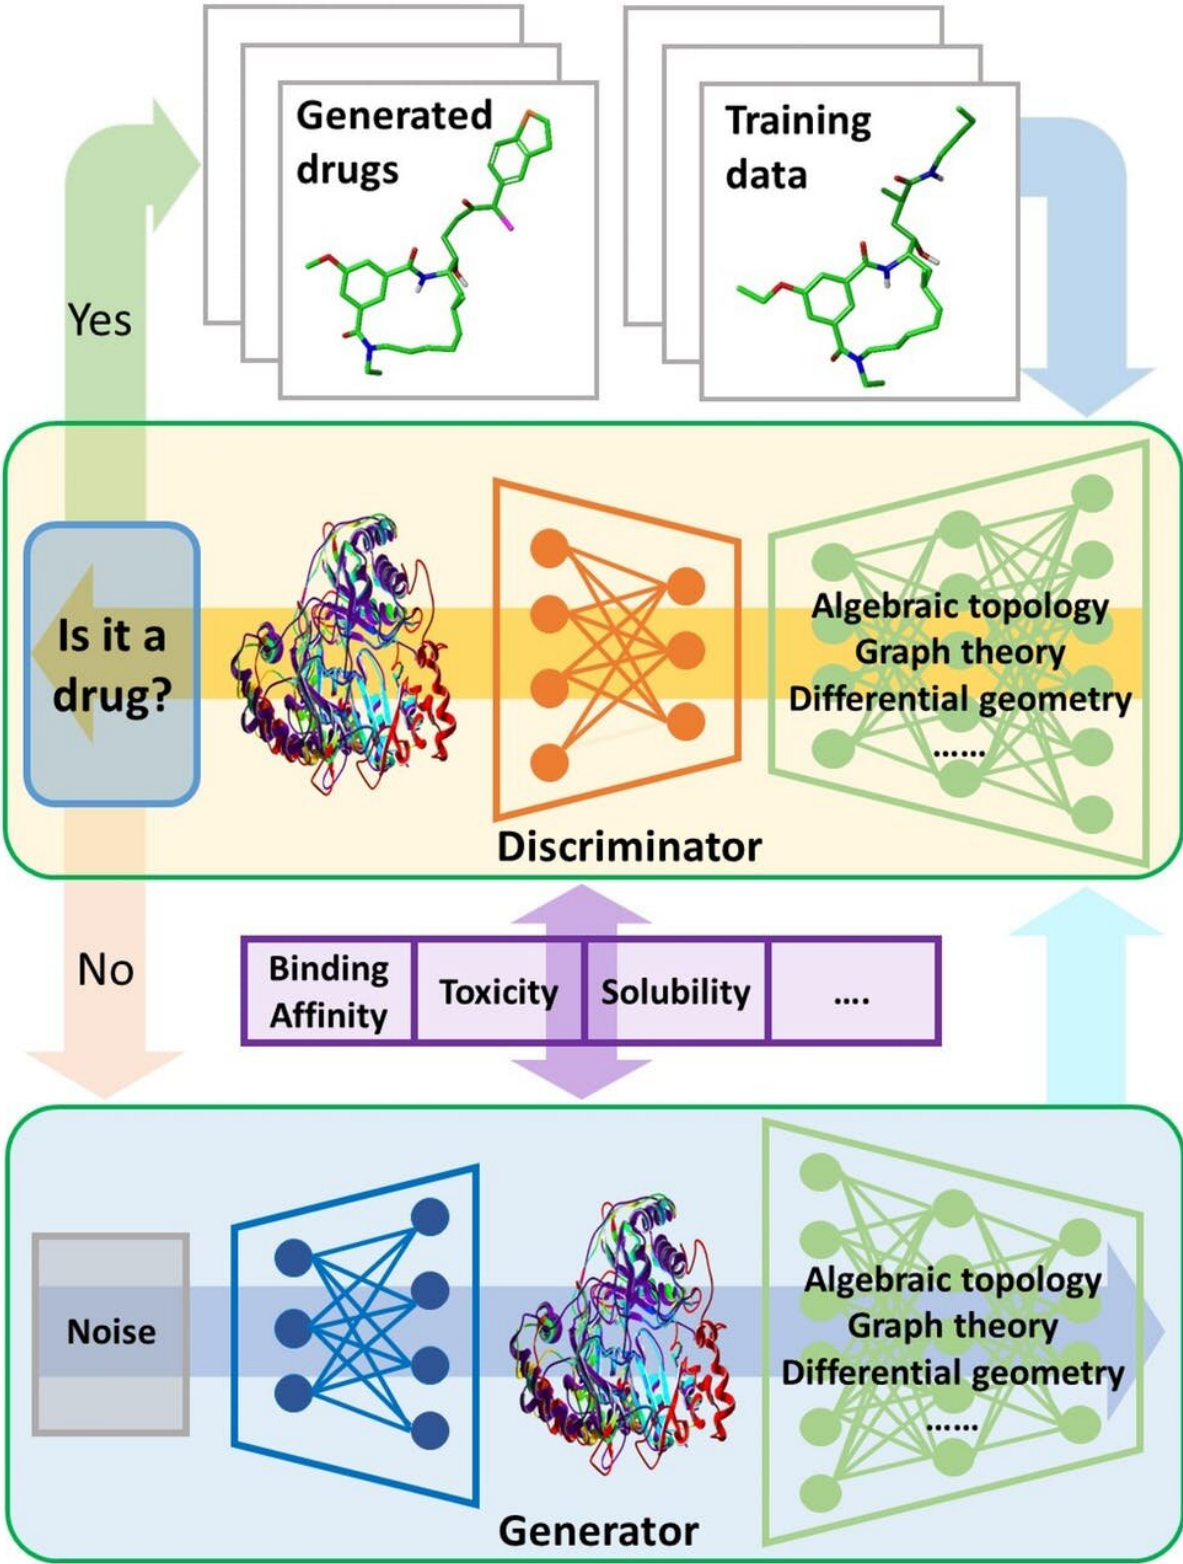 Generated
drugs
Training
data
Yes
Is it a
drug?
Algebraic topology
Graph theory
Differential geometry
......
Discriminator
No
Binding
Affinity
Toxicity
Solubility
....
Noise
Algebraic topology
Graph theory
Differential geometry
......
Generator